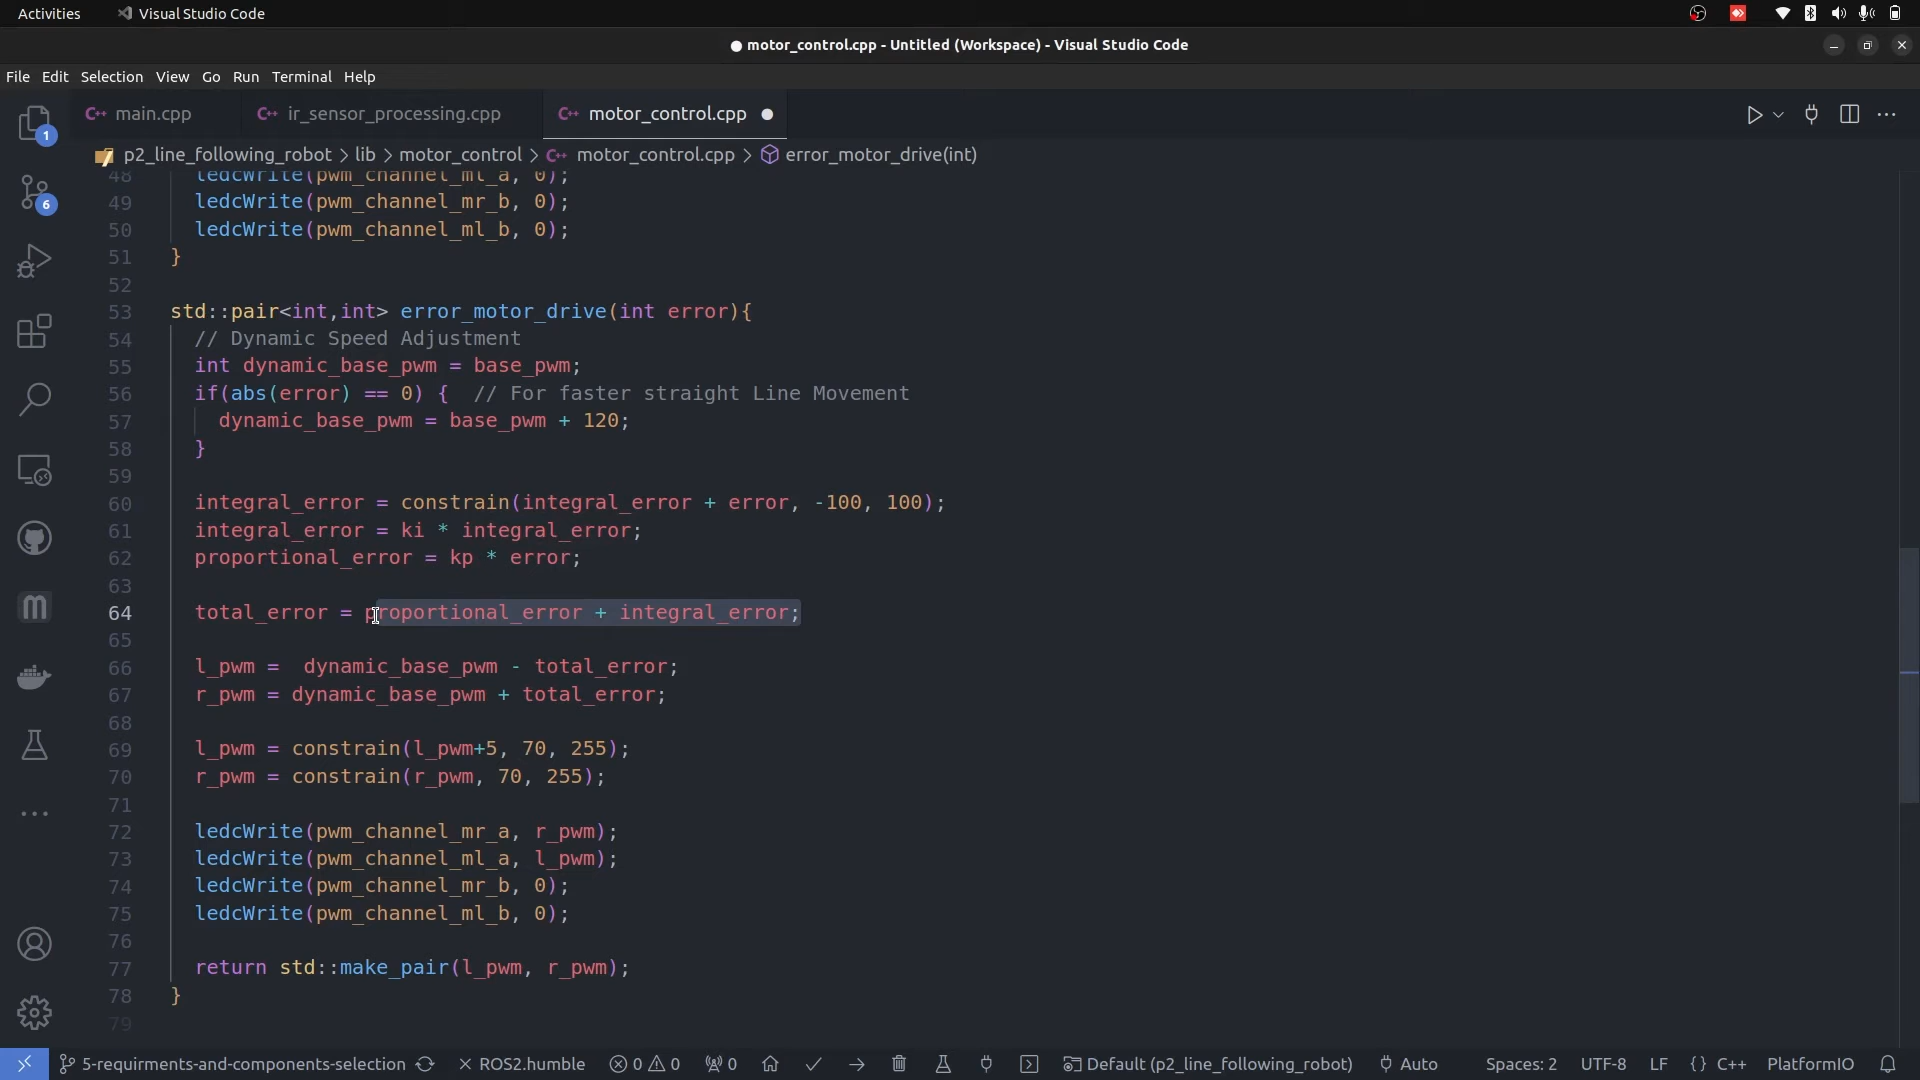 Activities Visual Studio Code
motor_control.cpp - Untitled (Workspace) - Visual Studio Code
File Edit Selection View Go Run Terminal Help
1
6
C++ main.cpp C++ ir_sensor_processing.cpp C++ motor_control.cpp
p2_line_following_robot > lib > motor_control > C++ motor_control.cpp > error_motor_drive(int)
48 ledcWrite(pwm_channel_ml_a, 0);
49 ledcWrite(pwm_channel_mr_b, 0);
50 ledcWrite(pwm_channel_ml_b, 0);
51 }
52
53 std::pair<int,int> error_motor_drive(int error){
54 // Dynamic Speed Adjustment
55 int dynamic_base_pwm = base_pwm;
56 if(abs(error) == 0) { // For faster straight Line Movement
57 dynamic_base_pwm = base_pwm + 120;
58 }
59
60 integral_error = constrain(integral_error + error, -100, 100);
61 integral_error = ki * integral_error;
62 proportional_error = kp * error;
63
64 total_error = proportional_error + integral_error;
65
66 l_pwm =  dynamic_base_pwm - total_error;
67 r_pwm = dynamic_base_pwm + total_error;
68
69 l_pwm = constrain(l_pwm+5, 70, 255);
70 r_pwm = constrain(r_pwm, 70, 255);
71
72 ledcWrite(pwm_channel_mr_a, r_pwm);
73 ledcWrite(pwm_channel_ml_a, l_pwm);
74 ledcWrite(pwm_channel_mr_b, 0);
75 ledcWrite(pwm_channel_ml_b, 0);
76
77 return std::make_pair(l_pwm, r_pwm);
78 }
79
5-requirments-and-components-selection ROS2.humble 0 0 0 Default (p2_line_following_robot) Auto Spaces: 2 UTF-8 LF {} C++ PlatformIO